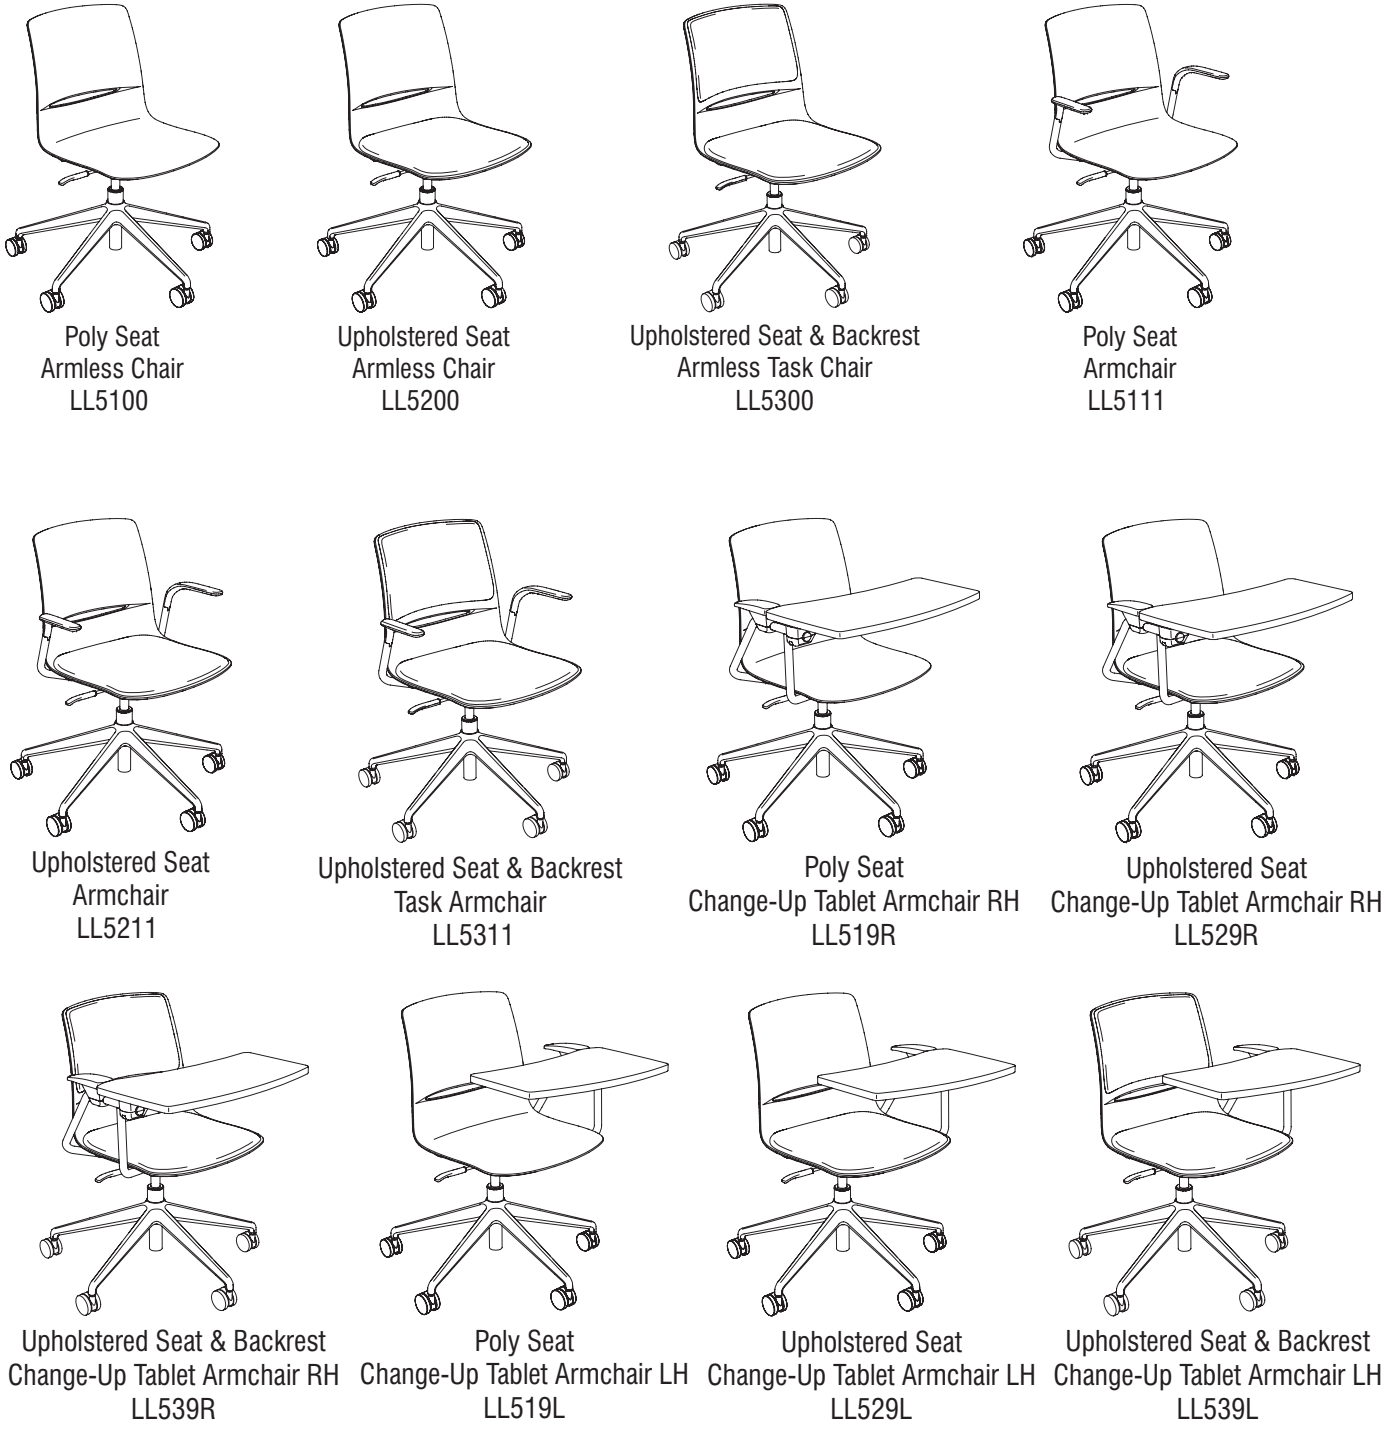 Poly Seat
Armless Chair
LL5100
Upholstered Seat
Armless Chair
LL5200
Upholstered Seat & Backrest
Armless Task Chair
LL5300
Poly Seat
Armchair
LL5111
Upholstered Seat
Armchair
LL5211
Upholstered Seat & Backrest
Task Armchair
LL5311
Poly Seat
Change-Up Tablet Armchair RH
LL519R
Upholstered Seat
Change-Up Tablet Armchair RH
LL529R
Upholstered Seat & Backrest
Change-Up Tablet Armchair RH
LL539R
Poly Seat
Change-Up Tablet Armchair LH
LL519L
Upholstered Seat
Change-Up Tablet Armchair LH
LL529L
Upholstered Seat & Backrest
Change-Up Tablet Armchair LH
LL539L